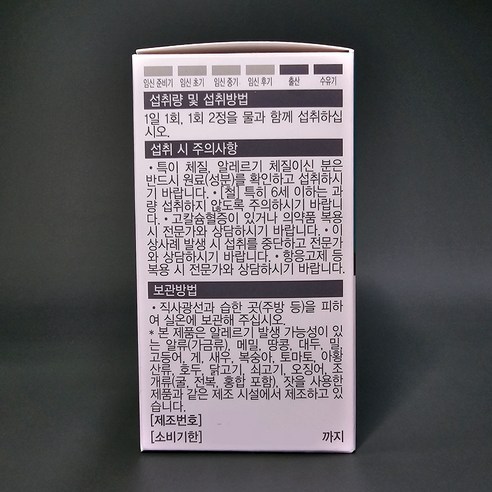 임신 준비기 임신 초기 임신 중기 임신 후기 출산 수유기
섭취량 및 섭취방법
1일 1회, 1회 2정을 물과 함께 섭취하십
시오.
섭취 시 주의사항
• 특이 체질, 알레르기 체질이신 분은
반드시 원료(성분)를 확인하고 섭취하시
기 바랍니다. • [철] 특히 6세 이하는 과
량 섭취하지 않도록 주의하시기 바랍니
다. • 고칼슘혈증이 있거나 의약품 복용
시 전문가와 상담하시기 바랍니다. • 이
상사례 발생 시 섭취를 중단하고 전문가
와 상담하시기 바랍니다. • 항응고제 등
복용 시 전문가와 상담하시기 바랍니다.
보관방법
• 직사광선과 습한 곳(주방 등)을 피하
여 실온에 보관해 주십시오.
* 본 제품은 알레르기 발생 가능성이 있
는 알류(가금류), 메밀, 땅콩, 대두, 밀,
고등어, 게, 새우, 복숭아, 토마토, 아황
산류, 호두, 닭고기, 쇠고기, 오징어, 조
개류(굴, 전복, 홍합 포함), 잣을 사용한
제품과 같은 제조 시설에서 제조하고 있
습니다.
[제조번호]
[소비기한] 까지